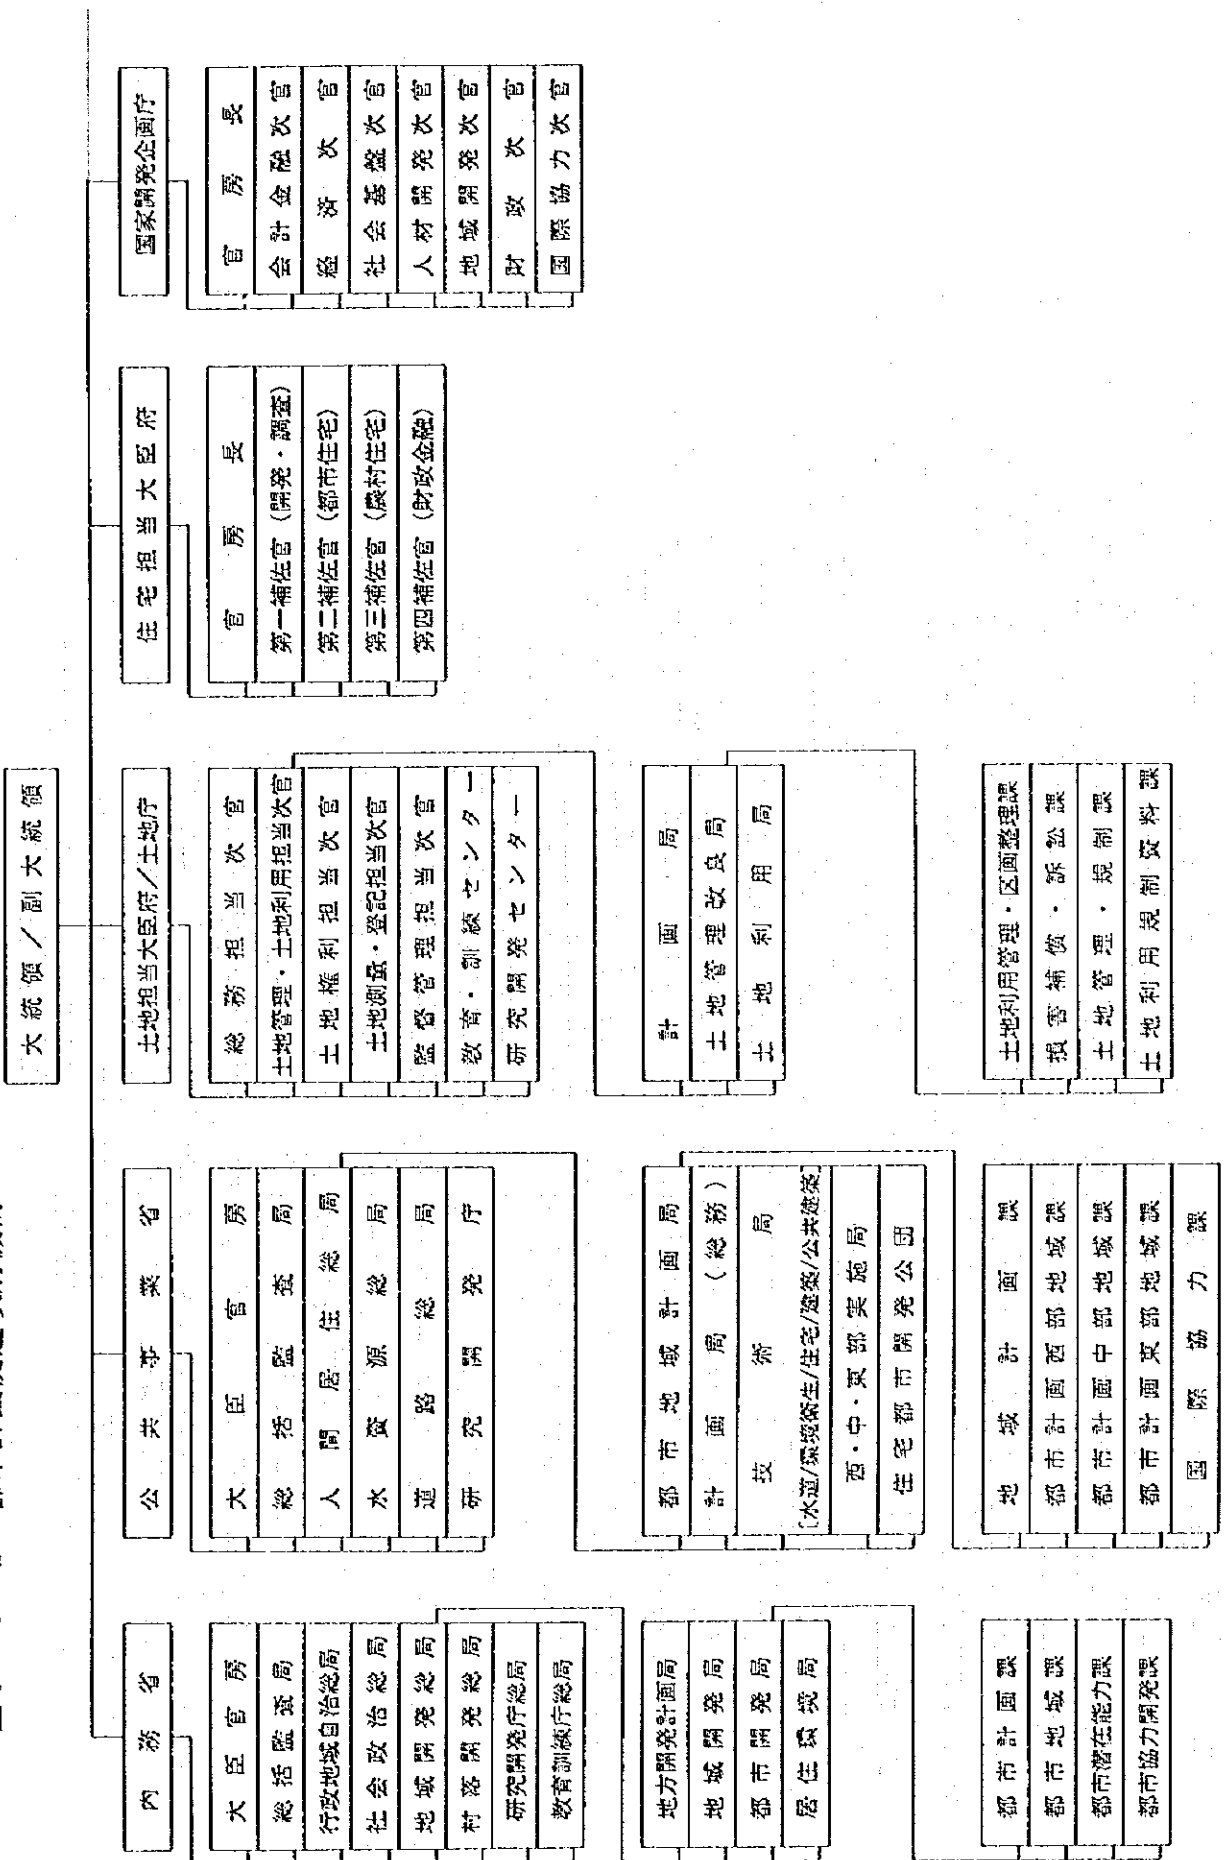 大統領／副大統領
内務省
大臣官房
総括監査局
行政地域自治総局
社会政治総局
地域開発総局
村落開発総局
研究開発庁総局
教育訓練庁総局
地方開発計画局
地域開発局
都市開発局
居住環境局
都市計画課
都市地域課
都市潜在能力課
都市協力開発課
公共事業省
大臣官房
総括監査局
人間居住総局
水資源総局
道路総局
研究開発庁
都市地域計画局
計画局（総務）
技術局
［水道/環境衛生/住宅/建築/公共建築］
西・中・東部実施局
住宅都市開発公団
地域計画課
都市計画西部地域課
都市計画中部地域課
都市計画東部地域課
国際協力課
土地担当大臣府／土地庁
総務担当次官
土地管理・土地利用担当次官
土地権利担当次官
土地測量・登記担当次官
監督管理担当次官
教育・訓練センター
研究開発センター
計画局
土地管理改良局
土地利用局
土地利用管理・区画整理課
損害補償・訴訟課
土地管理・規制課
土地利用規制資料課
住宅担当大臣府
官房長
第一補佐官（開発・調査）
第二補佐官（都市住宅）
第三補佐官（農村住宅）
第四補佐官（財政金融）
国家開発企画庁
官房長
会計金融次官
経済次官
社会基盤次官
人材開発次官
地域開発次官
財政次官
国際協力次官